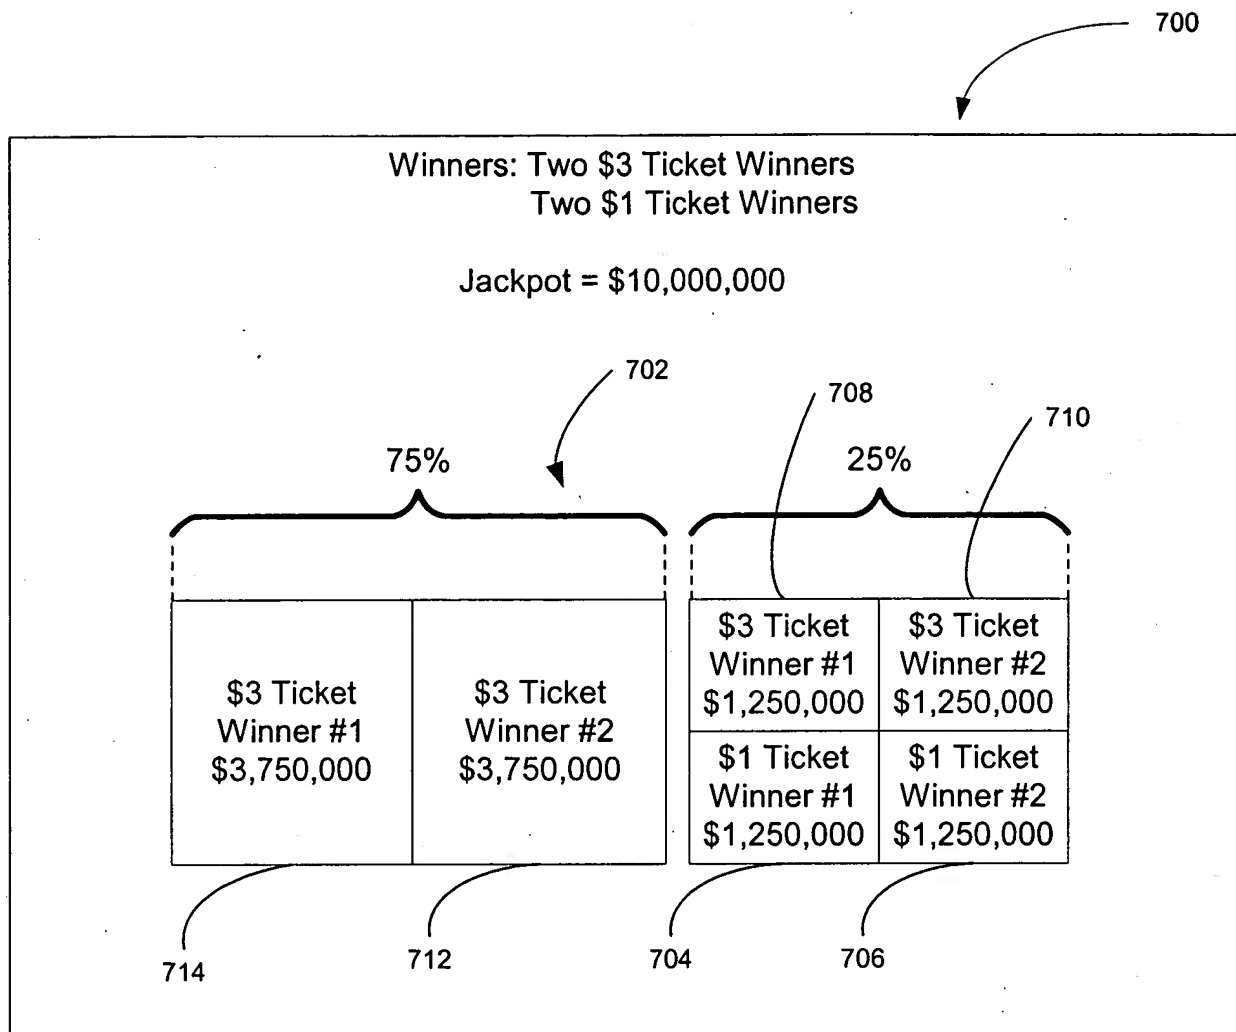 700
Winners: Two $3 Ticket Winners
Two $1 Ticket Winners
Jackpot = $10,000,000
702
708
710
75%
25%
$3 Ticket
Winner #1
$3,750,000
$3 Ticket
Winner #2
$3,750,000
$3 Ticket
Winner #1
$1,250,000
$3 Ticket
Winner #2
$1,250,000
$1 Ticket
Winner #1
$1,250,000
$1 Ticket
Winner #2
$1,250,000
714
712
704
706